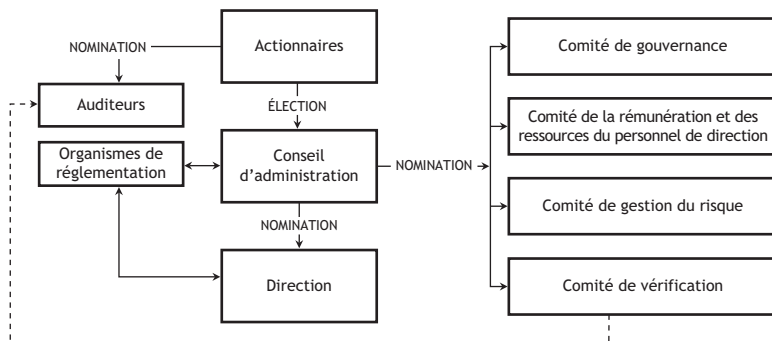 NOMINATION
Actionnaires
Auditeurs
ÉLECTION
Organismes de
réglementation
Conseil
d’administration
NOMINATION
NOMINATION
Direction
Comité de gouvernance
Comité de la rémunération et des
ressources du personnel de direction
Comité de gestion du risque
Comité de vérification